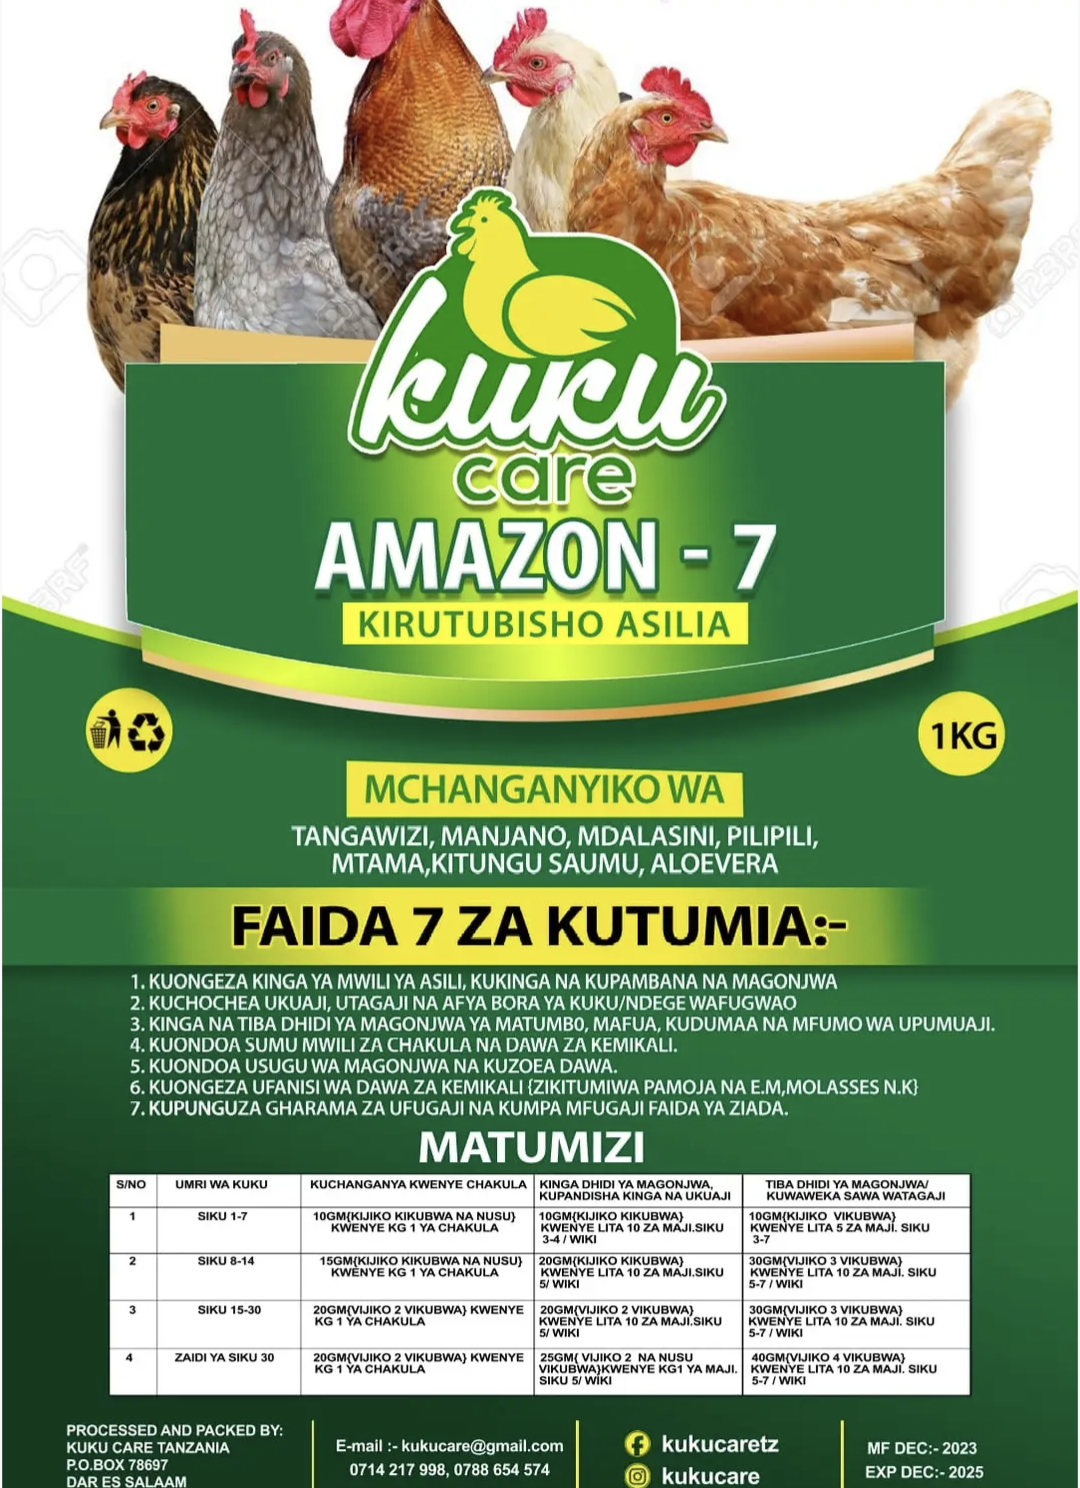 kuku
care
AMAZON - 7
KIRUTUBISHO ASILIA
1KG
MCHANGANYIKO WA
TANGAWIZI, MANJANO, MDALASINI, PILIPILI,
MTAMA,KITUNGU SAUMU, ALOEVERA
FAIDA 7 ZA KUTUMIA:-
1. KUONGEZA KINGA YA MWILI YA ASILI, KUKINGA NA KUPAMBANA NA MAGONJWA
2. KUCHOCHEA UKUAJI, UTAGAJI NA AFYA BORA YA KUKU/NDEGE WAFUGWAO
3. KINGA NA TIBA DHIDI YA MAGONJWA YA MATUMB0, MAFUA, KUDUMAA NA MFUMO WA UPUMUAJI.
4. KUONDOA SUMU MWILI ZA CHAKULA NA DAWA ZA KEMIKALI.
5. KUONDOA USUGU WA MAGONJWA NA KUZOEA DAWA.
6. KUONGEZA UFANISI WA DAWA ZA KEMIKALI {ZIKITUMIWA PAMOJA NA E.M,MOLASSES N.K}
7. KUPUNGUZA GHARAMA ZA UFUGAJI NA KUMPA MFUGAJI FAIDA YA ZIADA.
MATUMIZI
S/NO UMRI WA KUKU KUCHANGANYA KWENYE CHAKULA KINGA DHIDI YA MAGONJWA, TIBA DHIDI YA MAGONJWA/
KUPANDISHA KINGA NA UKUAJI KUWAWEKA SAWA WATAGAJI
1 SIKU 1-7 10GM{KIJIKO KIKUBWA NA NUSU} 10GM{KIJIKO KIKUBWA} 10GM{KIJIKO VIKUBWA}
KWENYE KG 1 YA CHAKULA KWENYE LITA 10 ZA MAJI.SIKU KWENYE LITA 5 ZA MAJI. SIKU
3-4 / WIKI 3-7
2 SIKU 8-14 15GM{KIJIKO KIKUBWA NA NUSU} 20GM{KIJIKO KIKUBWA} 30GM{VIJIKO 3 VIKUBWA}
KWENYE KG 1 YA CHAKULA KWENYE LITA 10 ZA MAJI.SIKU KWENYE LITA 10 ZA MAJI. SIKU
5/ WIKI 5-7 / WIKI
3 SIKU 15-30 20GM{VIJIKO 2 VIKUBWA} KWENYE 20GM{VIJIKO 2 VIKUBWA} 30GM{VIJIKO 3 VIKUBWA}
KG 1 YA CHAKULA KWENYE LITA 10 ZA MAJI.SIKU KWENYE LITA 10 ZA MAJI. SIKU
5/ WIKI 5-7 / WIKI
4 ZAIDI YA SIKU 30 20GM{VIJIKO 2 VIKUBWA} KWENYE 25GM{ VIJIKO 2 NA NUSU 40GM{VIJIKO 4 VIKUBWA}
KG 1 YA CHAKULA VIKUBWA}KWENYE KG1 YA MAJI. KWENYE LITA 10 ZA MAJI. SIKU
SIKU 5/ WIKI 5-7 / WIKI
PROCESSED AND PACKED BY:
KUKU CARE TANZANIA
P.O.BOX 78697
DAR ES SALAAM
E-mail :- kukucare@gmail.com
0714 217 998, 0788 654 574
kukucaretz
kukucare
MF DEC:- 2023
EXP DEC:- 2025